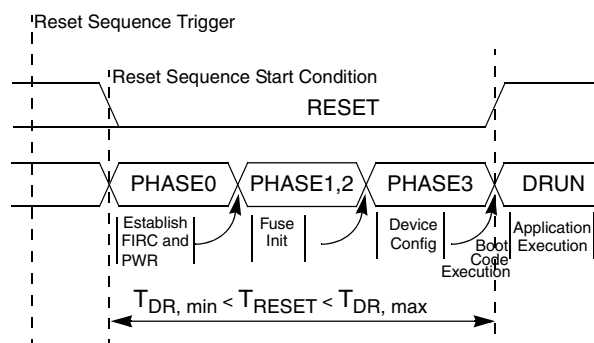 Reset Sequence Trigger
Reset Sequence Start Condition
RESET
PHASE0
PHASE1,2
PHASE3
DRUN
Establish
FIRC and
PWR
Fuse
Init
Device
Config
Boot
Code
Execution
Application
Execution
TDR, min < TRESET < TDR, max